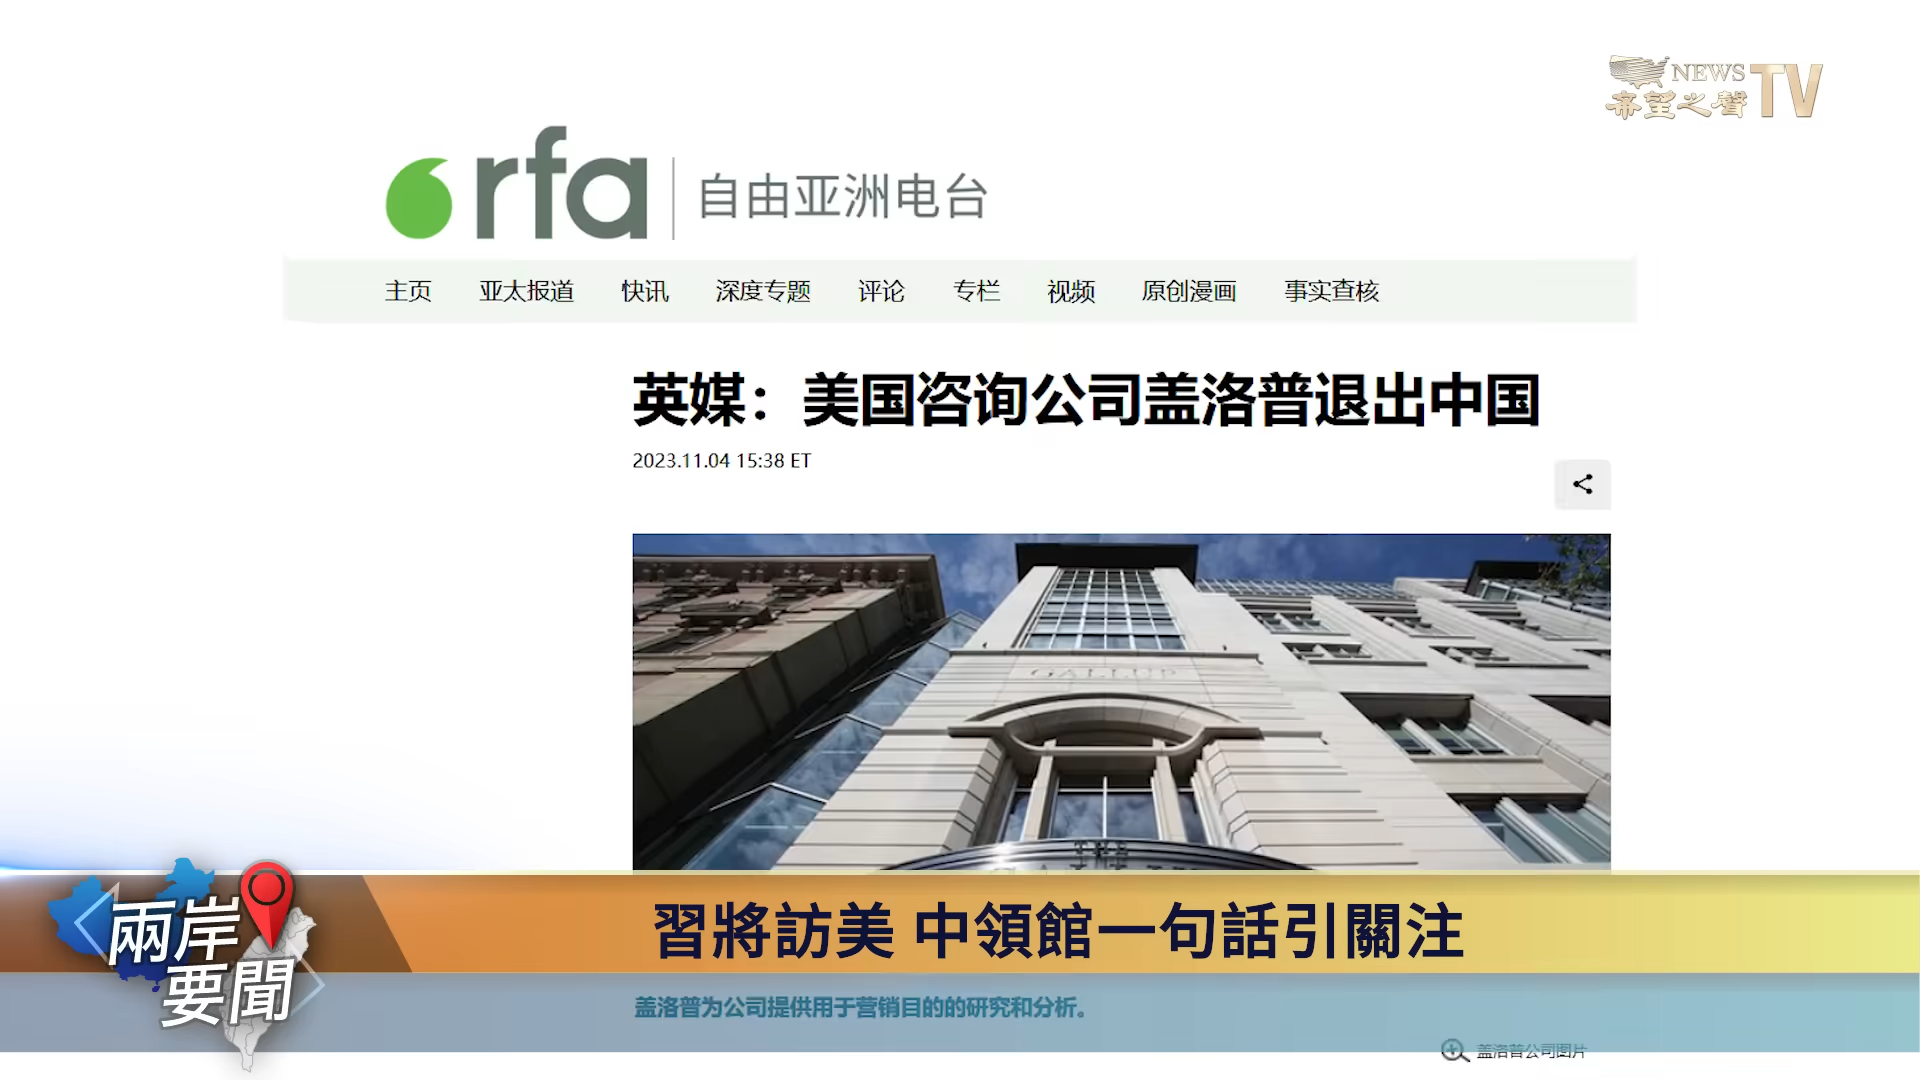 NEWS
希望之聲
TV
rfa
自由亚洲电台
主页 亚太报道 快讯 深度专题 评论 专栏 视频 原创漫画 事实查核
英媒：美国咨询公司盖洛普退出中国
2023.11.04 15:38 ET
GALLUP
THE
習將訪美 中領館一句話引關注
兩岸
要聞
盖洛普为公司提供用于营销目的的研究和分析。
盖洛普公司图片